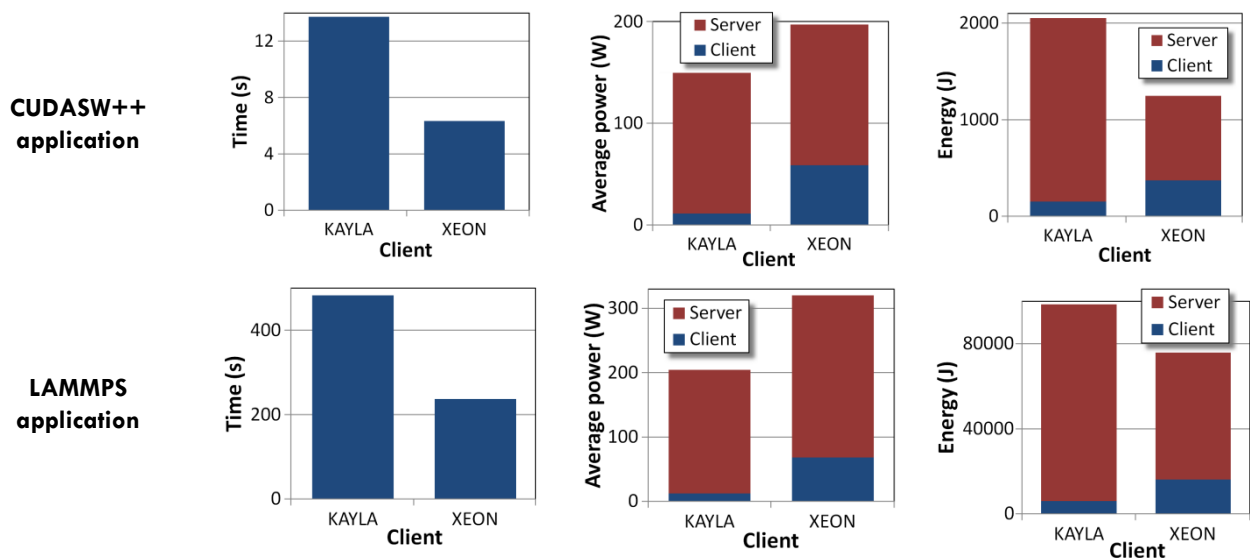 CUDASW++
application
Time (s)
12
8
4
0
KAYLA
XEON
Client
Average power (W)
200
100
0
Server
Client
KAYLA
XEON
Client
Energy (J)
2000
1000
0
Server
Client
KAYLA
XEON
Client
LAMMPS
application
Time (s)
400
200
0
KAYLA
XEON
Client
Average power (W)
300
200
100
0
Server
Client
KAYLA
XEON
Client
Energy (J)
80000
40000
0
Server
Client
KAYLA
XEON
Client